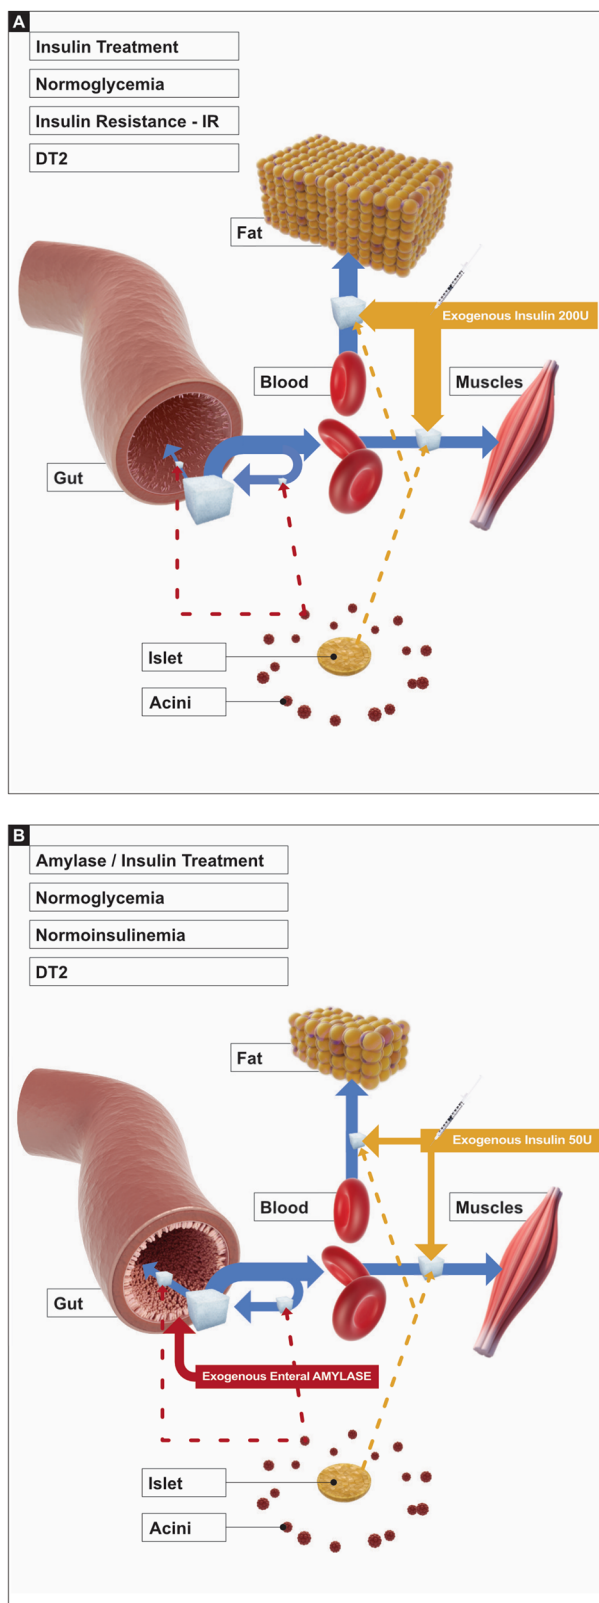 A
Insulin Treatment
Normoglycemia
Insulin Resistance - IR
DT2
Fat
Exogenous Insulin 200U
Blood
Muscles
Gut
Islet
Acini
B
Amylase / Insulin Treatment
Normoglycemia
Normoinsulinemia
DT2
Fat
Exogenous Insulin 50U
Blood
Muscles
Gut
Exogenous Enteral AMYLASE
Islet
Acini